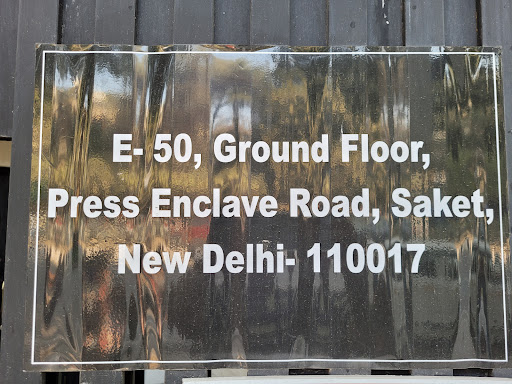 E- 50, Ground Floor,
Press Enclave Road, Saket,
New Delhi- 110017